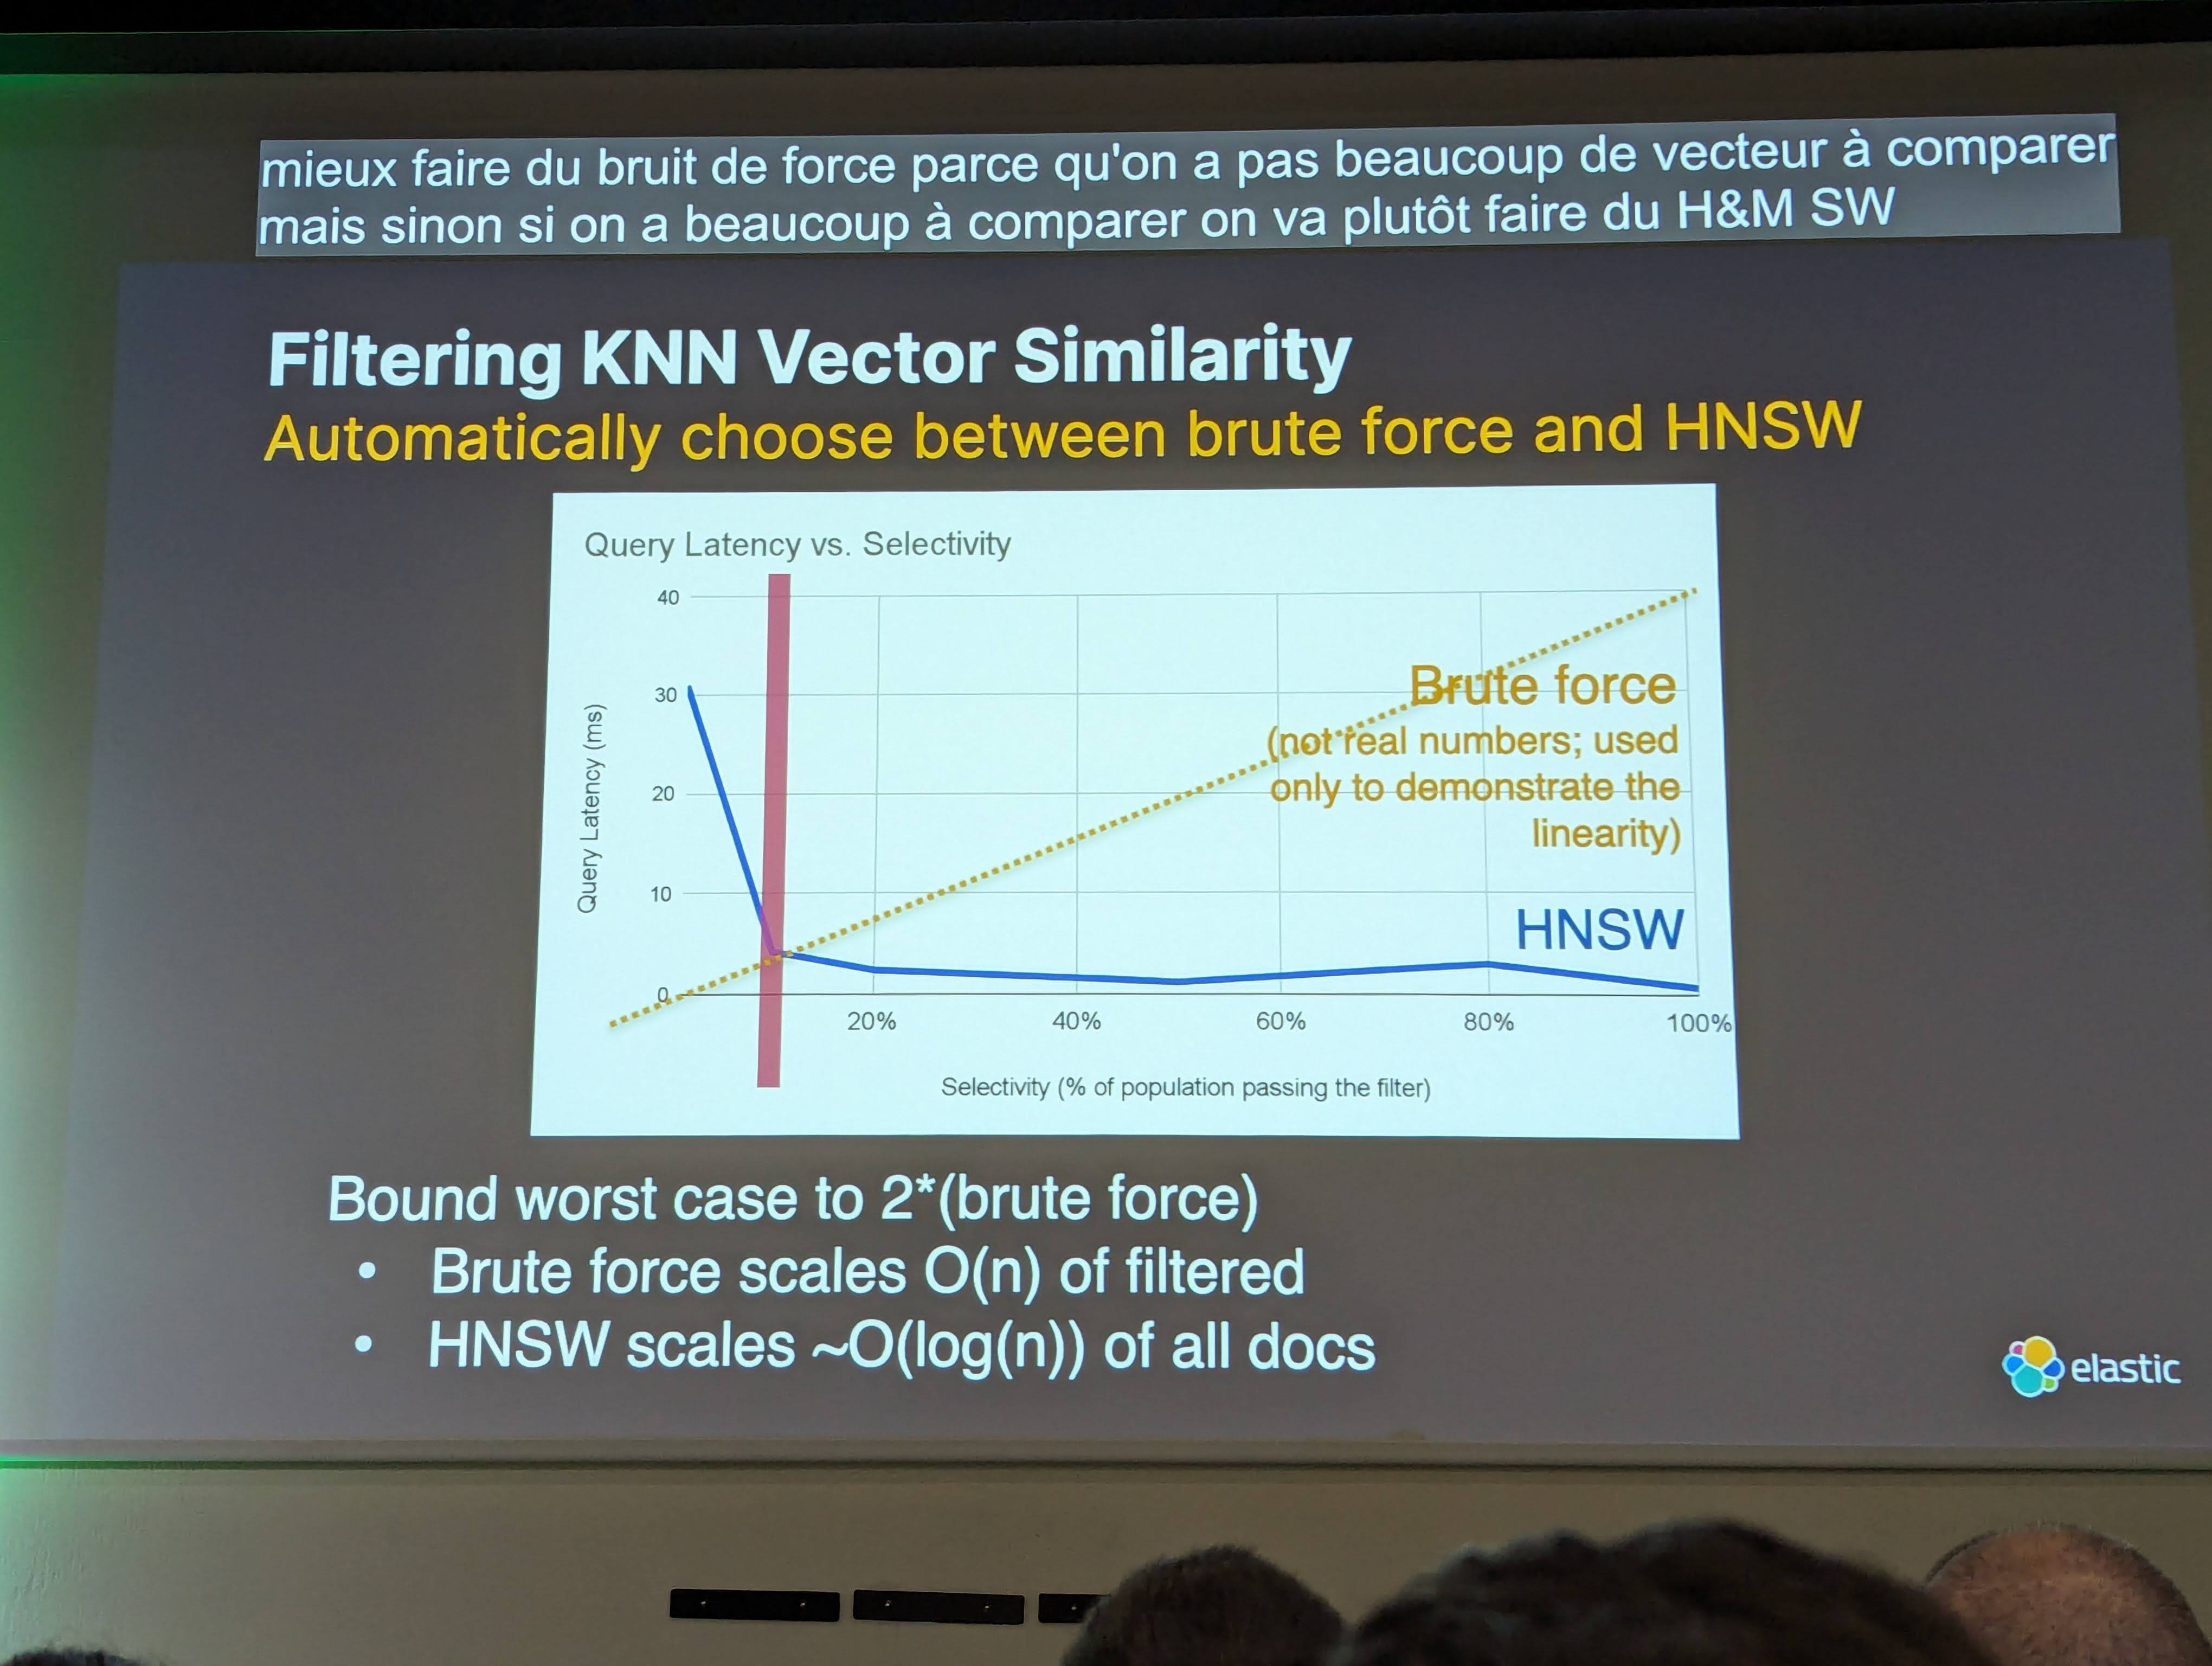 mieux faire du bruit de force parce qu'on a pas beaucoup de vecteur à comparer
mais sinon si on a beaucoup à comparer on va plutôt faire du H&M SW
Filtering KNN Vector Similarity
Automatically choose between brute force and HNSW
Query Latency vs. Selectivity
40
30
20
10
0
Query Latency (ms)
Brute force
(not real numbers; used
only to demonstrate the
linearity)
HNSW
20%
40%
60%
80%
100%
Selectivity (% of population passing the filter)
Bound worst case to 2*(brute force)
• Brute force scales O(n) of filtered
• HNSW scales ~O(log(n)) of all docs
elastic